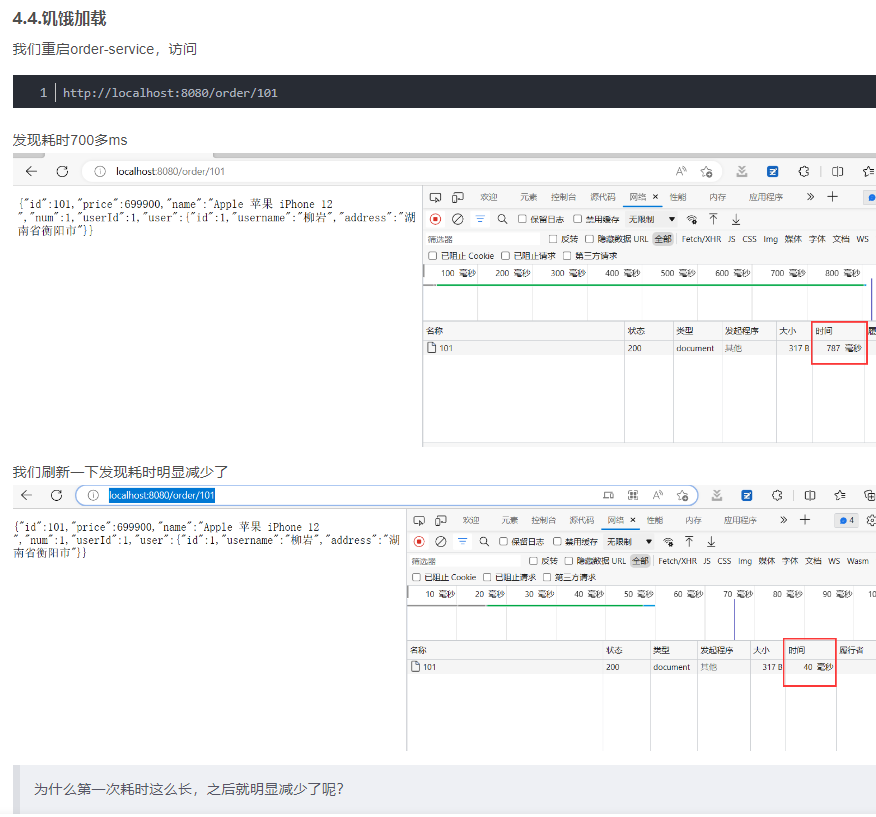 4.4.饥饿加载
我们重启order-service，访问
1 http://localhost:8080/order/101
发现耗时700多ms
localhost:8080/order/101
{"id":101,"price":699900,"name":"Apple 苹果 iPhone 12
","num":1,"userId":1,"user":{"id":1,"username":"柳岩","address":"湖
南省衡阳市"}}
欢迎 元素 控制台 源代码 网络 × 性能 内存 应用程序
保留日志 禁用缓存 无限制
筛选器 反转 隐藏数据 URL 全部 Fetch/XHR JS CSS Img 媒体 字体 文档 WS
已阻止 Cookie 已阻止请求 第三方请求
100 毫秒 200 毫秒 300 毫秒 400 毫秒 500 毫秒 600 毫秒 700 毫秒 800 毫秒
名称 状态 类型 发起程序 大小 时间
101 200 document 其他 317 B 787 毫秒
我们刷新一下发现耗时明显减少了
localhost:8080/order/101
{"id":101,"price":699900,"name":"Apple 苹果 iPhone 12
","num":1,"userId":1,"user":{"id":1,"username":"柳岩","address":"湖
南省衡阳市"}}
欢迎 元素 控制台 源代码 网络 × 性能 内存 应用程序 4
保留日志 禁用缓存 无限制
筛选器 反转 隐藏数据 URL 全部 Fetch/XHR JS CSS Img 媒体 字体 文档 WS Wasm
已阻止 Cookie 已阻止请求 第三方请求
10 毫秒 20 毫秒 30 毫秒 40 毫秒 50 毫秒 60 毫秒 70 毫秒 80 毫秒 90 毫秒 10
名称 状态 类型 发起程序 大小 时间 履行者
101 200 document 其他 317 B 40 毫秒
为什么第一次耗时这么长，之后就明显减少了呢？